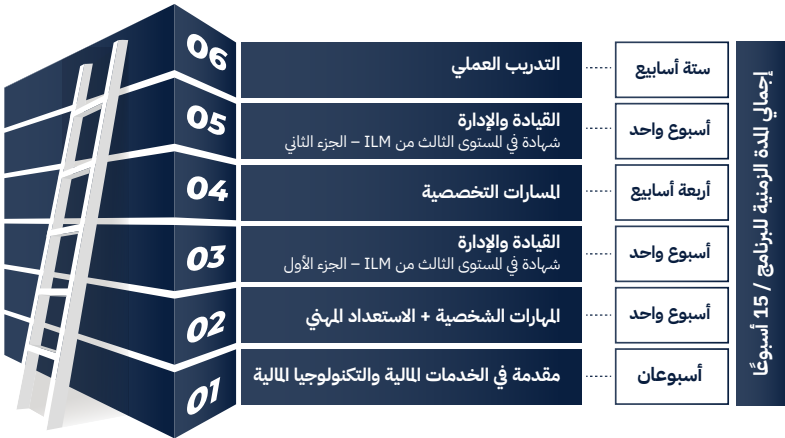 06
التدريب العملي
ستة أسابيع
05
القيادة والإدارة
شهادة في المستوى الثالث من ILM – الجزء الثاني
أسبوع واحد
04
المسارات التخصصية
أربعة أسابيع
03
القيادة والإدارة
شهادة في المستوى الثالث من ILM – الجزء الأول
أسبوع واحد
02
المهارات الشخصية + الاستعداد المهني
أسبوع واحد
01
مقدمة في الخدمات المالية والتكنولوجيا المالية
أسبوعان
إجمالي المدة الزمنية للبرنامج / 15 أسبوعًا